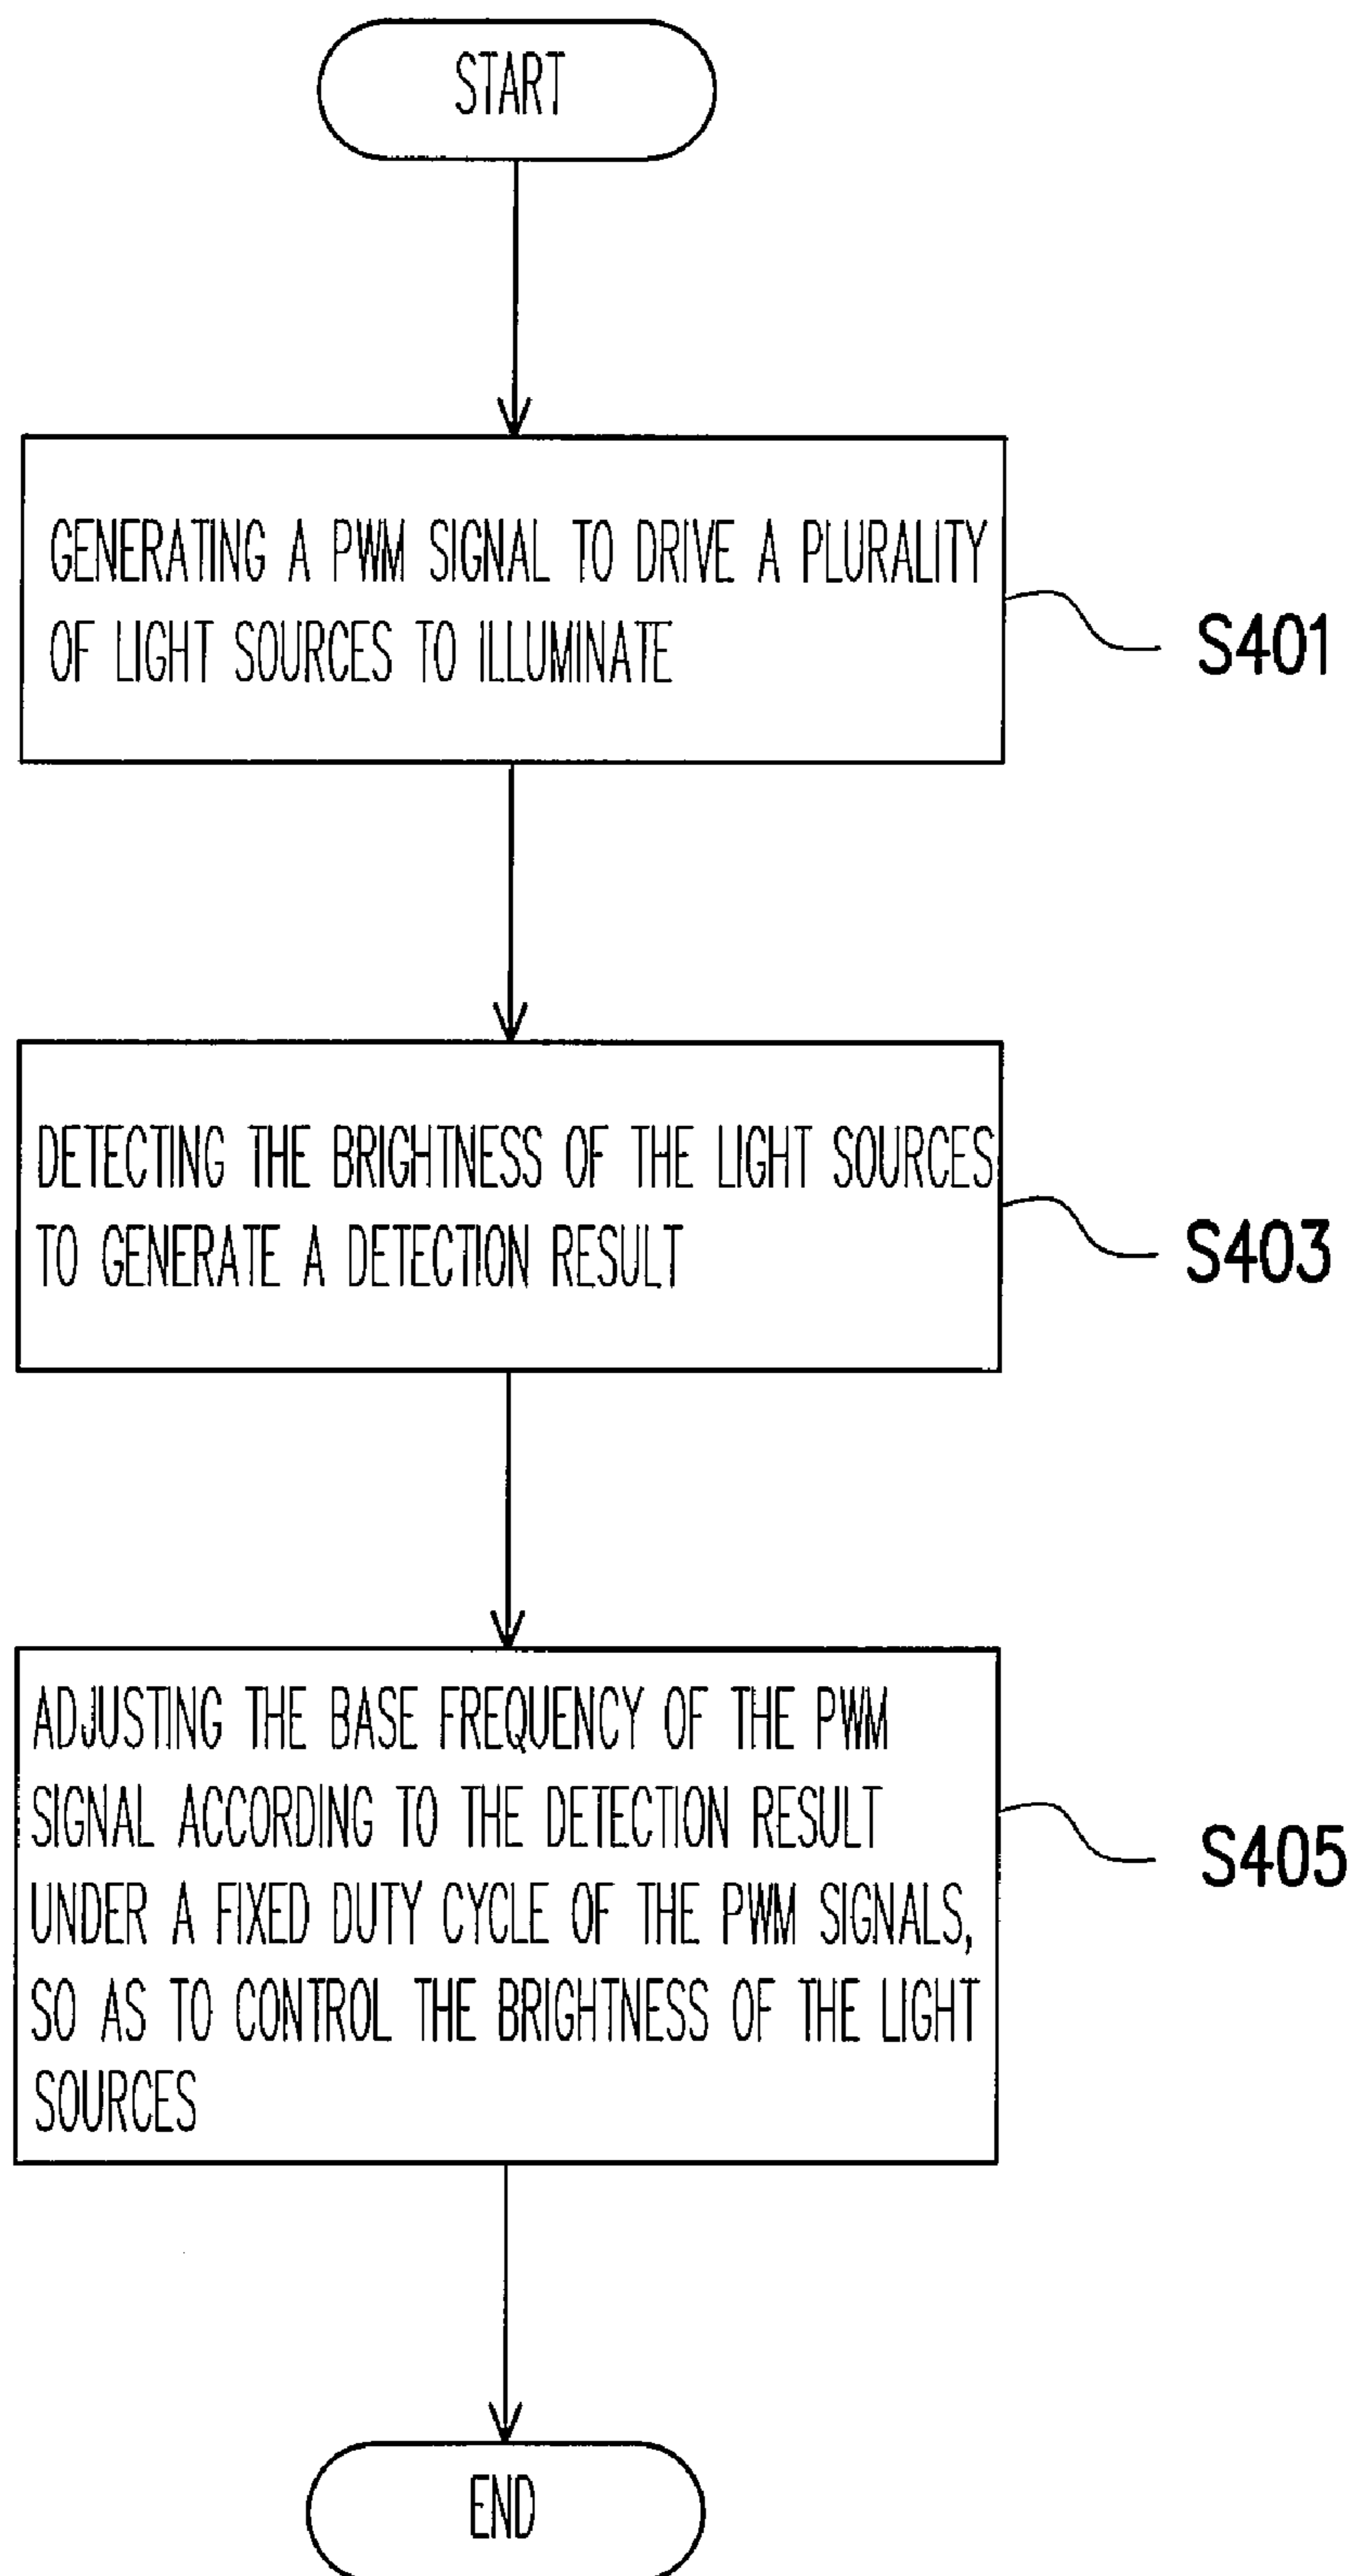 START
GENERATING A PWM SIGNAL TO DRIVE A PLURALITY
OF LIGHT SOURCES TO ILLUMINATE
S401
DETECTING THE BRIGHTNESS OF THE LIGHT SOURCES
TO GENERATE A DETECTION RESULT
S403
ADJUSTING THE BASE FREQUENCY OF THE PWM
SIGNAL ACCORDING TO THE DETECTION RESULT
UNDER A FIXED DUTY CYCLE OF THE PWM SIGNALS,
SO AS TO CONTROL THE BRIGHTNESS OF THE LIGHT
SOURCES
S405
END